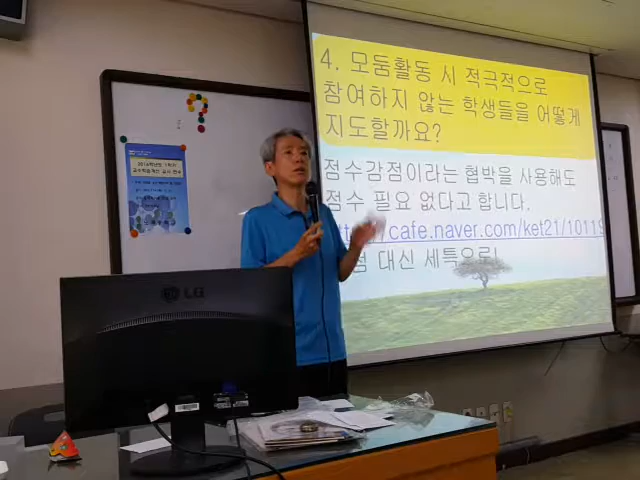 4. 모둠활동 시 적극적으로
참여하지 않는 학생들을 어떻게
지도할까요?
점수감점이라는 협박을 사용해도
점수 필요 없다고 합니다.
cafe.naver.com/ket21/10119
대신 세특으로!
LG